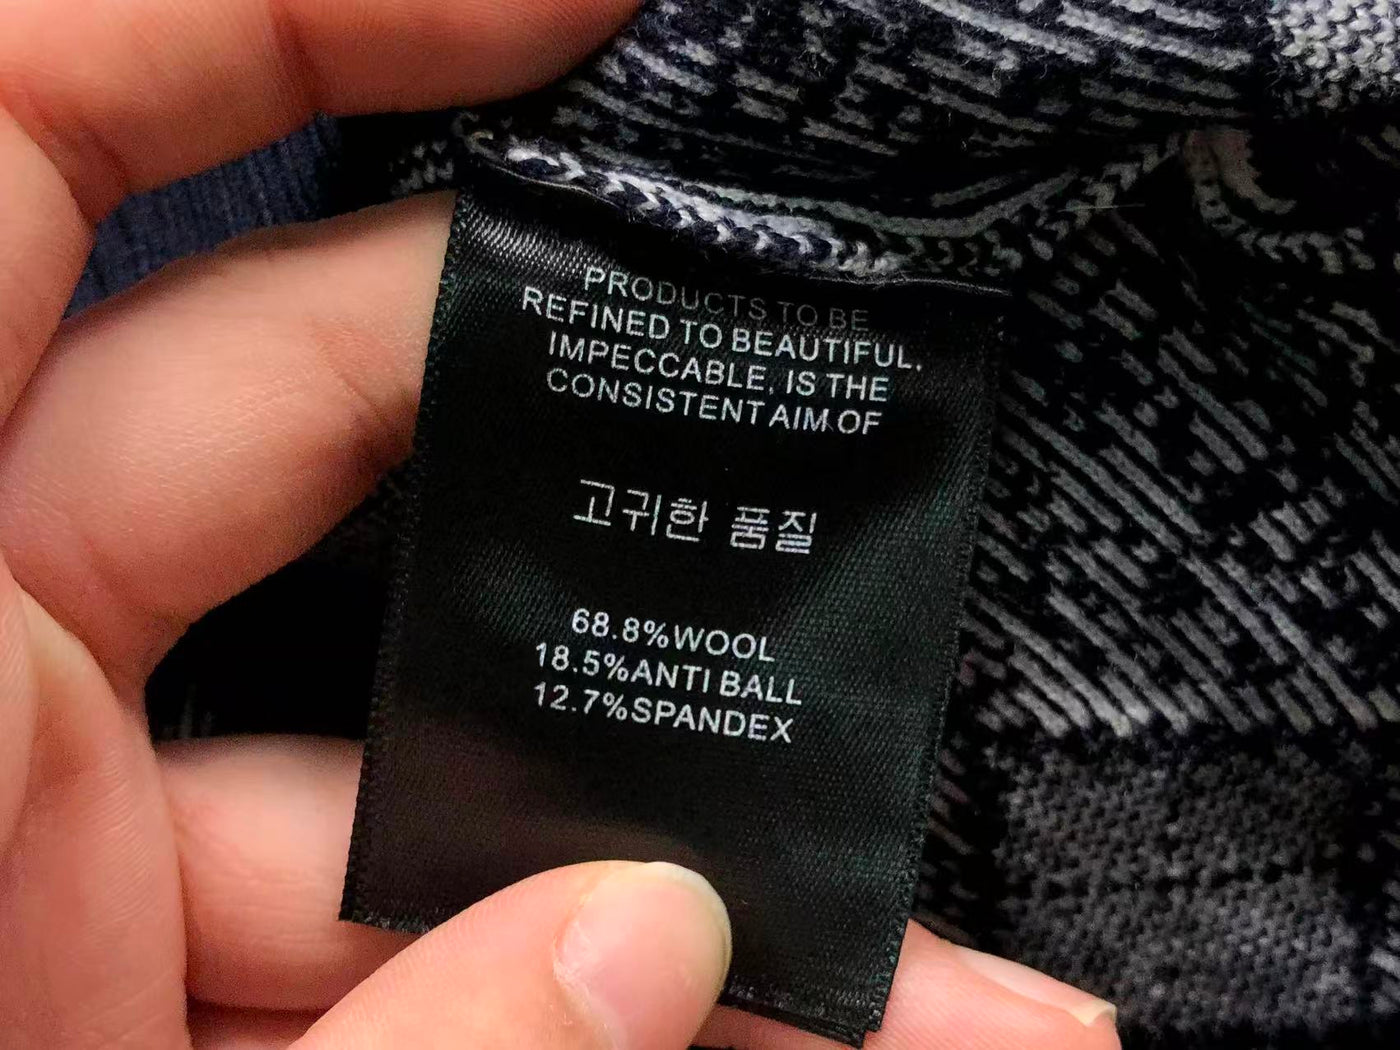 PRODUCTS TO BE
REFINED TO BEAUTIFUL.
IMPECCABLE, IS THE
CONSISTENT AIM OF
고귀한 품질
68.8%WOOL
18.5%ANTI BALL
12.7%SPANDEX